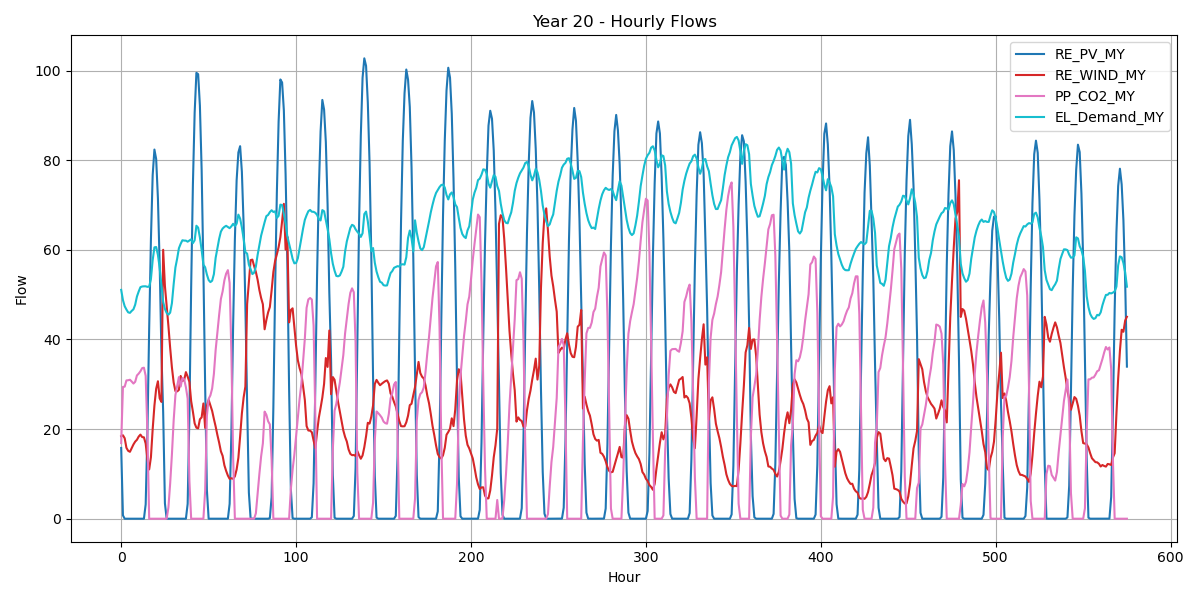 Year 20 - Hourly Flows
RE_PV_MY
RE_WIND_MY
PP_CO2_MY
EL_Demand_MY
Flow
100
80
60
40
20
0
0 100 200 300 400 500 600
Hour